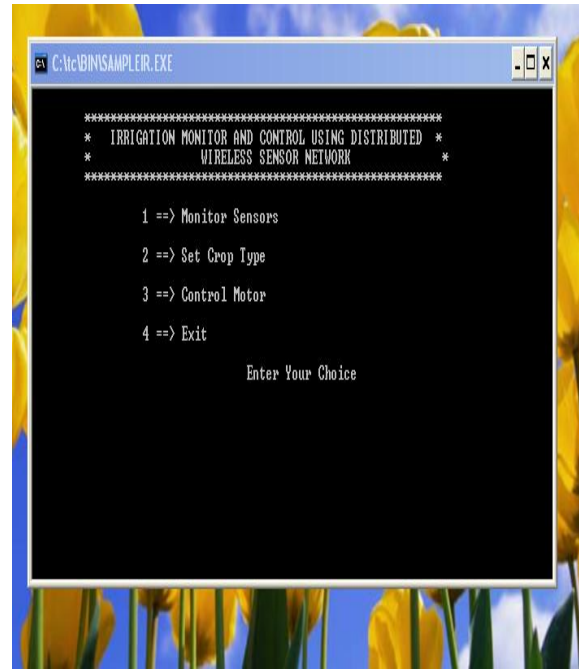 C:\tc\BIN\SAMPLEIR.EXE
*******************************************************
* IRRIGATION MONITOR AND CONTROL USING DISTRIBUTED *
* WIRELESS SENSOR NETWORK *
*******************************************************
1 ==> Monitor Sensors
2 ==> Set Crop Type
3 ==> Control Motor
4 ==> Exit
Enter Your Choice